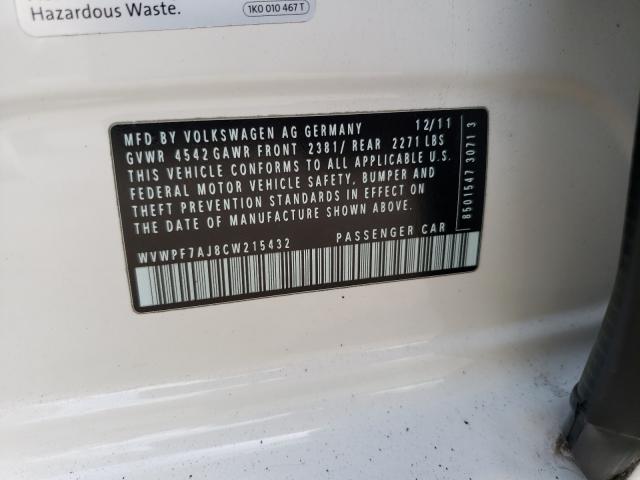 Hazardous Waste.
1K0 010 467 T
MFD BY VOLKSWAGEN AG GERMANY 12/11
GVWR 4542 GAWR FRONT 2381/ REAR 2271 LBS
THIS VEHICLE CONFORMS TO ALL APPLICABLE U.S.
FEDERAL MOTOR VEHICLE SAFETY, BUMPER AND
THEFT PREVENTION STANDARDS IN EFFECT ON
THE DATE OF MANUFACTURE SHOWN ABOVE.
WVWPF7AJ8CW215432 PASSENGER CAR
8501547 3071 3